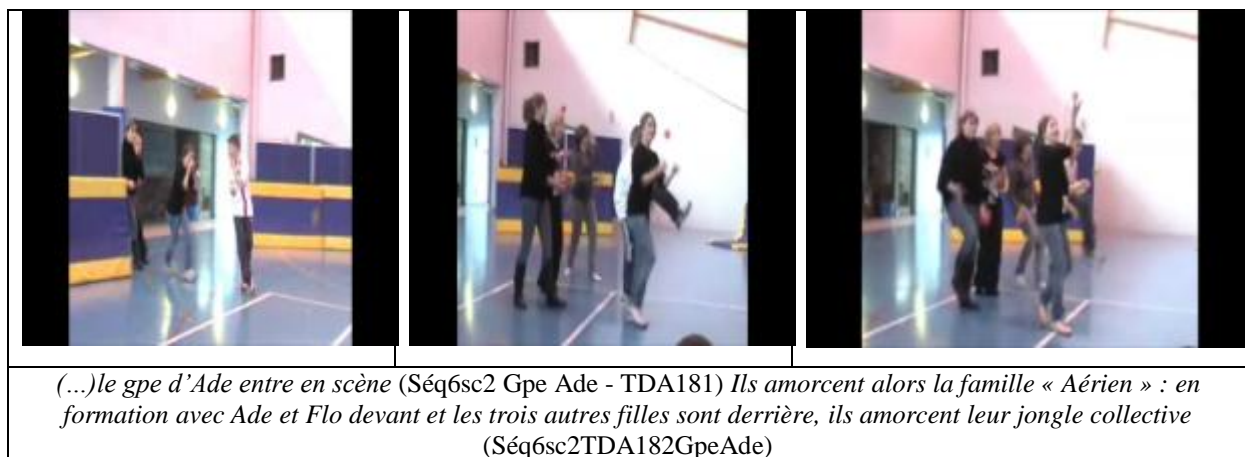 (...)le gpe d’Ade entre en scène (Séq6sc2 Gpe Ade - TDA181) Ils amorcent alors la famille « Aérien » : en
formation avec Ade et Flo devant et les trois autres filles sont derrière, ils amorcent leur jongle collective
(Séq6sc2TDA182GpeAde)